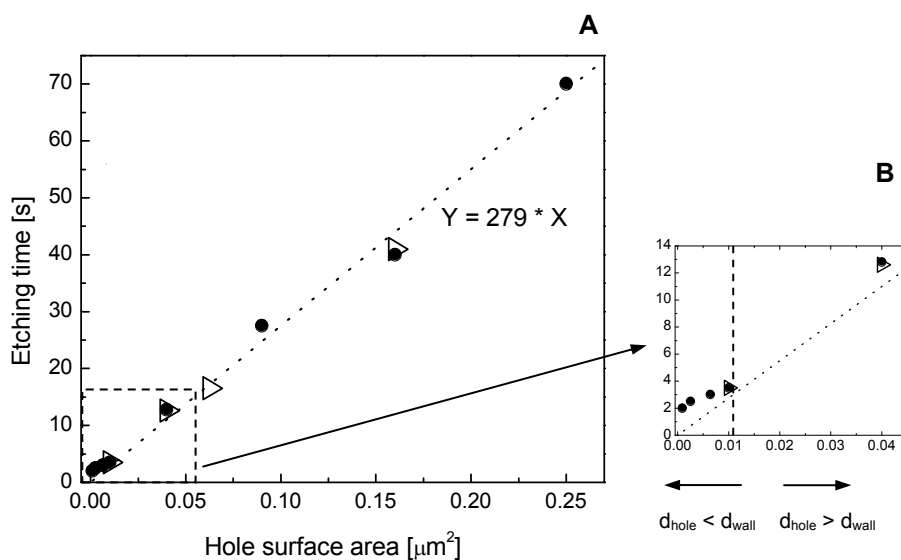 A
70
60
50
40
30
20
10
0
Etching time [s]
Y = 279 * X
0.00 0.05 0.10 0.15 0.20 0.25
Hole surface area [μm²]
B
14
12
10
8
6
4
2
0
0.00 0.01 0.02 0.03 0.04
d_hole < d_wall d_hole > d_wall